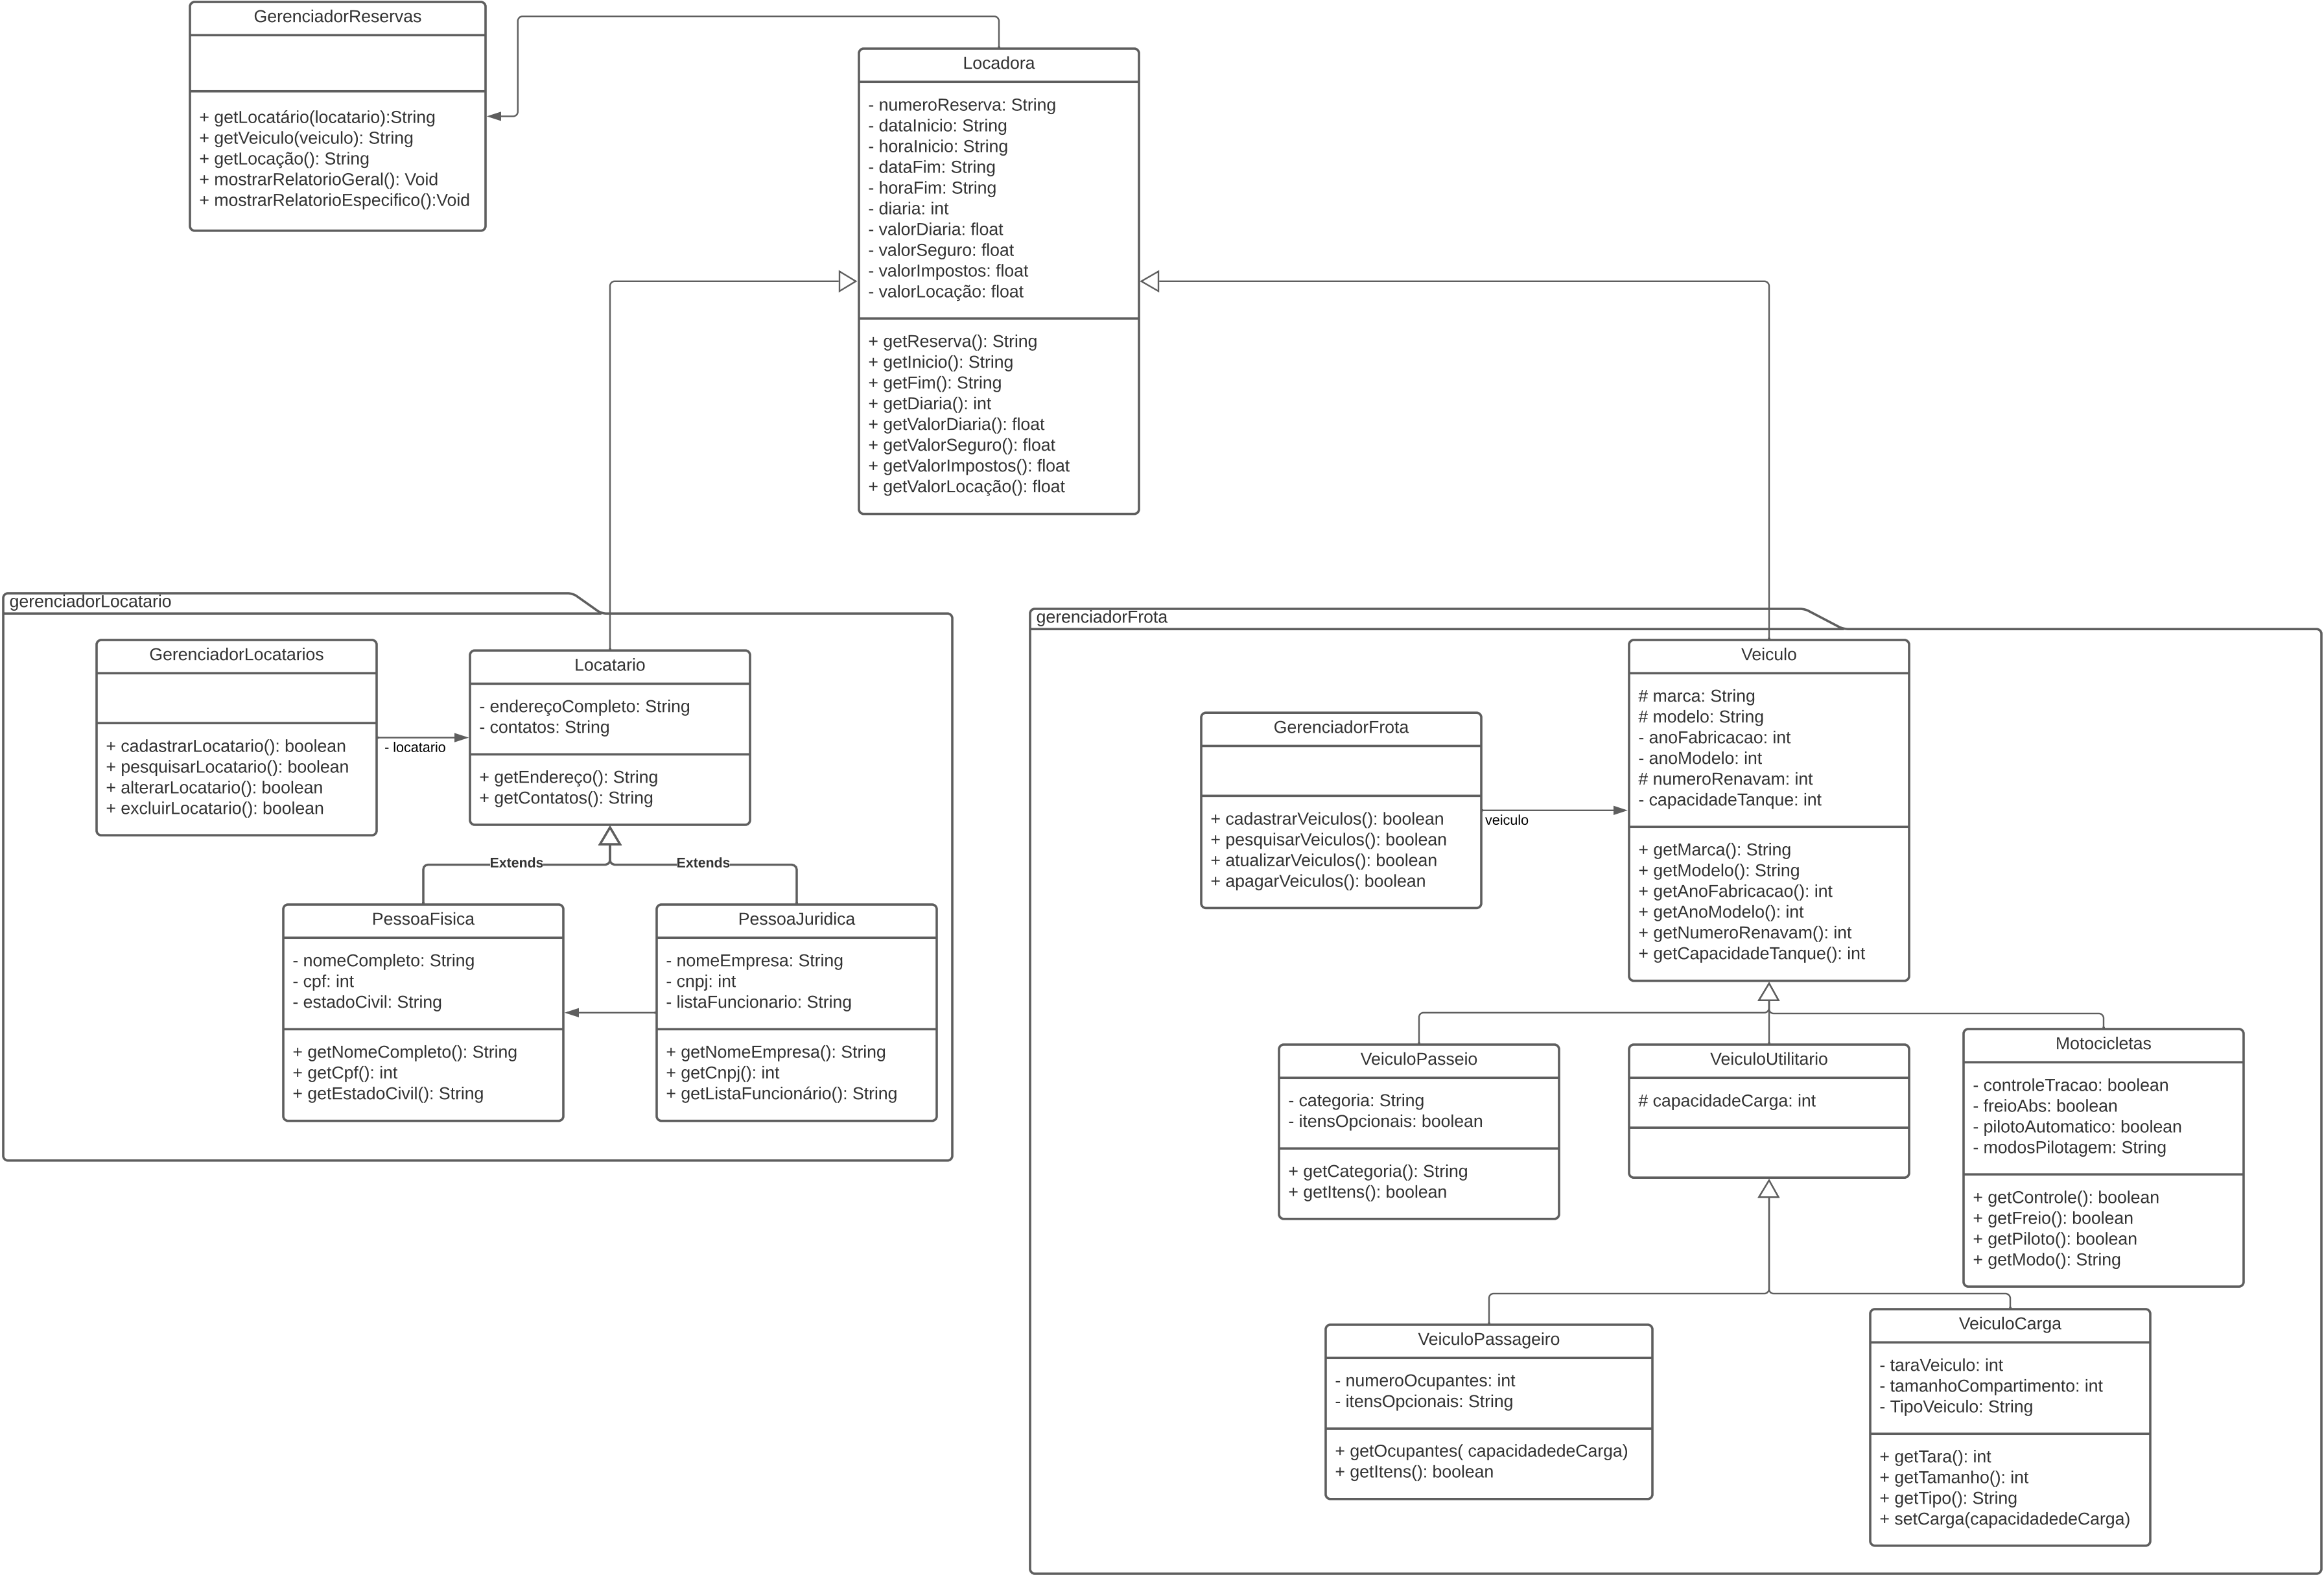 GerenciadorReservas
+ getLocatário(locatario):String
+ getVeiculo(veiculo): String
+ getLocação(): String
+ mostrarRelatorioGeral(): Void
+ mostrarRelatorioEspecifico():Void
Locadora
- numeroReserva: String
- dataInicio: String
- horaInicio: String
- dataFim: String
- horaFim: String
- diaria: int
- valorDiaria: float
- valorSeguro: float
- valorImpostos: float
- valorLocação: float
+ getReserva(): String
+ getInicio(): String
+ getFim(): String
+ getDiaria(): int
+ getValorDiaria(): float
+ getValorSeguro(): float
+ getValorImpostos(): float
+ getValorLocação(): float
gerenciadorLocatario
GerenciadorLocatarios
+ cadastrarLocatario(): boolean
+ pesquisarLocatario(): boolean
+ alterarLocatario(): boolean
+ excluirLocatario(): boolean
- locatario
Locatario
- endereçoCompleto: String
- contatos: String
+ getEndereço(): String
+ getContatos(): String
Extends
Extends
PessoaFisica
- nomeCompleto: String
- cpf: int
- estadoCivil: String
+ getNomeCompleto(): String
+ getCpf(): int
+ getEstadoCivil(): String
PessoaJuridica
- nomeEmpresa: String
- cnpj: int
- listaFuncionario: String
+ getNomeEmpresa(): String
+ getCnpj(): int
+ getListaFuncionário(): String
gerenciadorFrota
GerenciadorFrota
+ cadastrarVeiculos(): boolean
+ pesquisarVeiculos(): boolean
+ atualizarVeiculos(): boolean
+ apagarVeiculos(): boolean
veiculo
Veiculo
# marca: String
# modelo: String
- anoFabricacao: int
- anoModelo: int
# numeroRenavam: int
- capacidadeTanque: int
+ getMarca(): String
+ getModelo(): String
+ getAnoFabricacao(): int
+ getAnoModelo(): int
+ getNumeroRenavam(): int
+ getCapacidadeTanque(): int
VeiculoPasseio
- categoria: String
- itensOpcionais: boolean
+ getCategoria(): String
+ getItens(): boolean
VeiculoUtilitario
# capacidadeCarga: int
Motocicletas
- controleTracao: boolean
- freioAbs: boolean
- pilotoAutomatico: boolean
- modosPilotagem: String
+ getControle(): boolean
+ getFreio(): boolean
+ getPiloto(): boolean
+ getModo(): String
VeiculoPassageiro
- numeroOcupantes: int
- itensOpcionais: String
+ getOcupantes( capacidadedeCarga)
+ getItens(): boolean
VeiculoCarga
- taraVeiculo: int
- tamanhoCompartimento: int
- TipoVeiculo: String
+ getTara(): int
+ getTamanho(): int
+ getTipo(): String
+ setCarga(capacidadedeCarga)